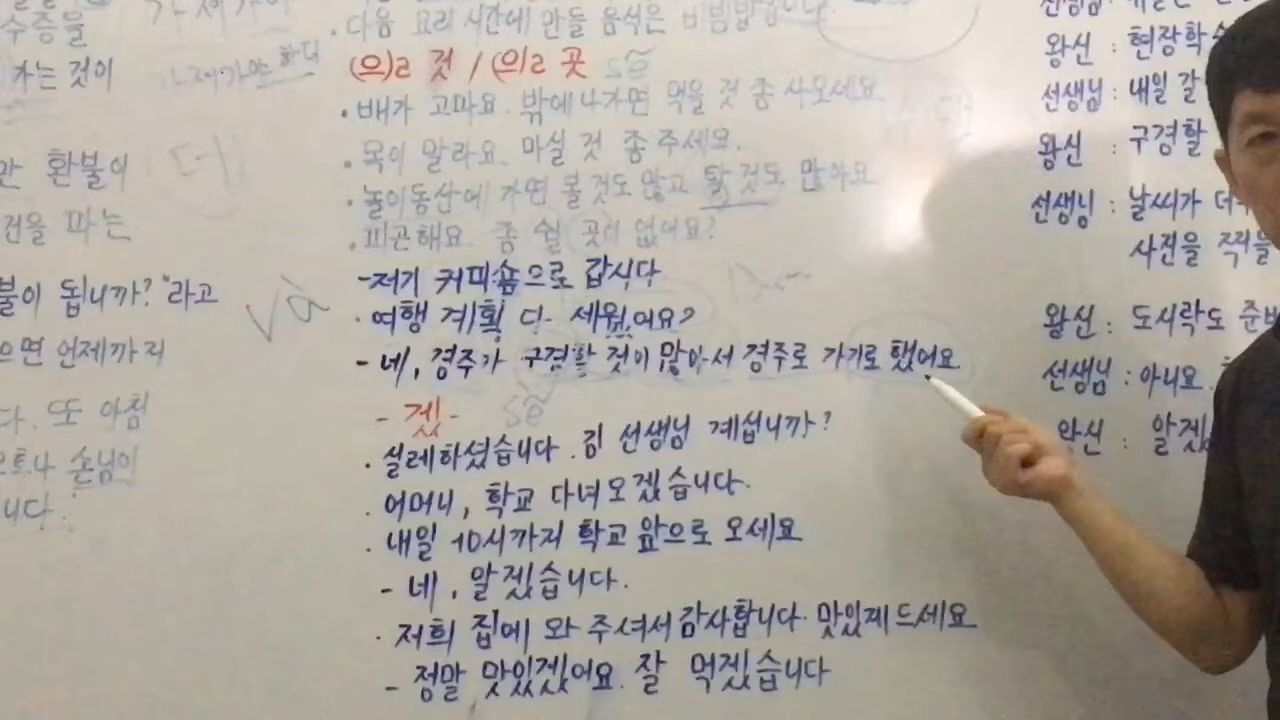 수증을
가는 것이
환불이
더
파는
불이 됩니까?"라고
으면 언제까지
다. 또 아침
손님이
니다.
· 다음 요리 시간에 만들 음식은 비빔밥입니다
(으)ㄹ 것 / (으)ㄹ 곳 sẽ
· 배가 고파요. 밖에 나가면 먹을 것 좀 사오세요
· 목이 말라요. 마실 것 좀 주세요.
· 놀이동산에 가면 볼 것도 많고 탈 것도 많아요
· 피곤해요. 좀 쉴 곳이 없어요?
- 저기 커피숍으로 갑시다
và
· 여행 계획 다 세웠어요?
- 네, 경주가 구경할 것이 많아서 경주로 가기로 했어요
- 겠 - sẽ
· 실레하셨습니다. 김 선생님 계십니까?
· 어머니, 학교 다녀오겠습니다.
· 내일 10시까지 학교 앞으로 오세요
- 네, 알겠습니다.
· 저희 집에 와 주셔서 감사합니다. 맛있게 드세요
- 정말 맛있겠어요. 잘 먹겠습니다
선생님 :
왕신 : 현장학
선생님 : 내일 갈
왕신 : 구경할
선생님 : 날씨가
사진을 찍을
왕신 : 도시락도 준비
선생님 : 아니요.
왕신 : 알겠